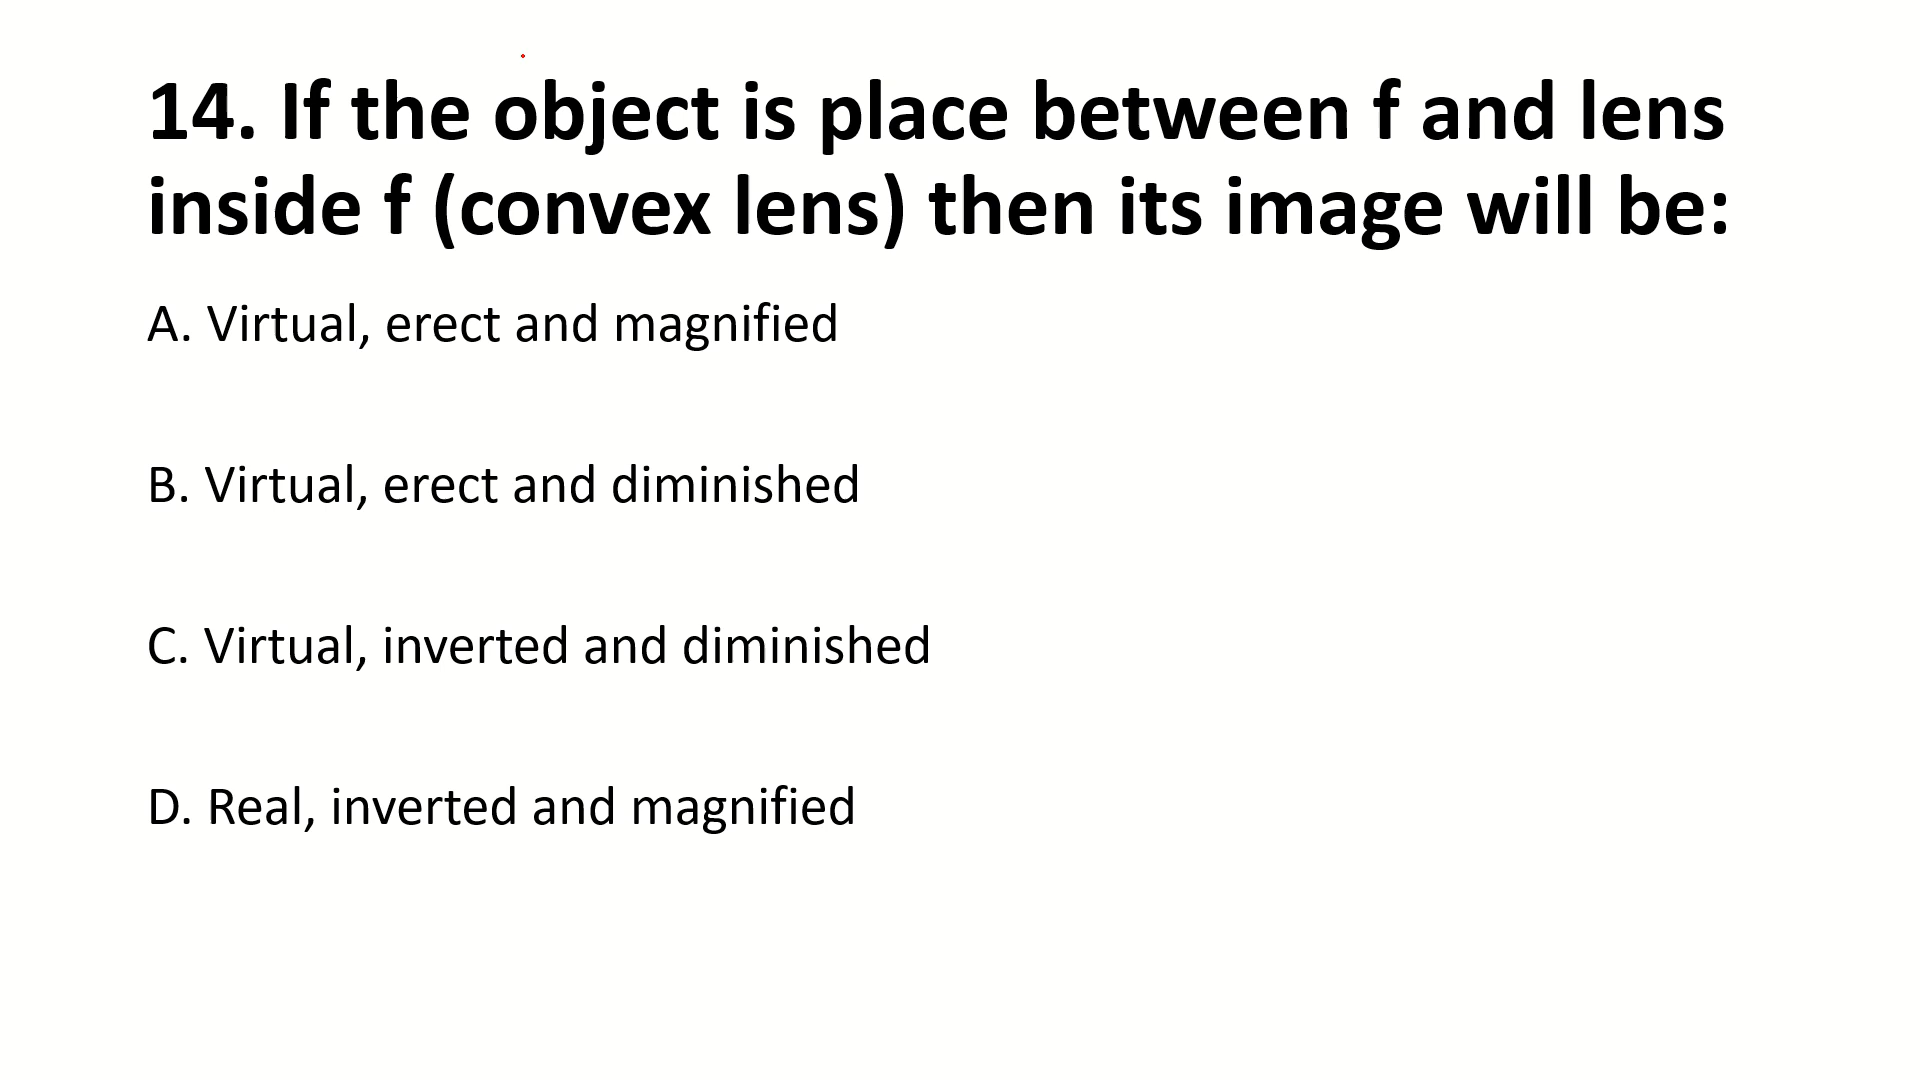 14. If the object is place between f and lens
inside f (convex lens) then its image will be:
A. Virtual, erect and magnified
B. Virtual, erect and diminished
C. Virtual, inverted and diminished
D. Real, inverted and magnified